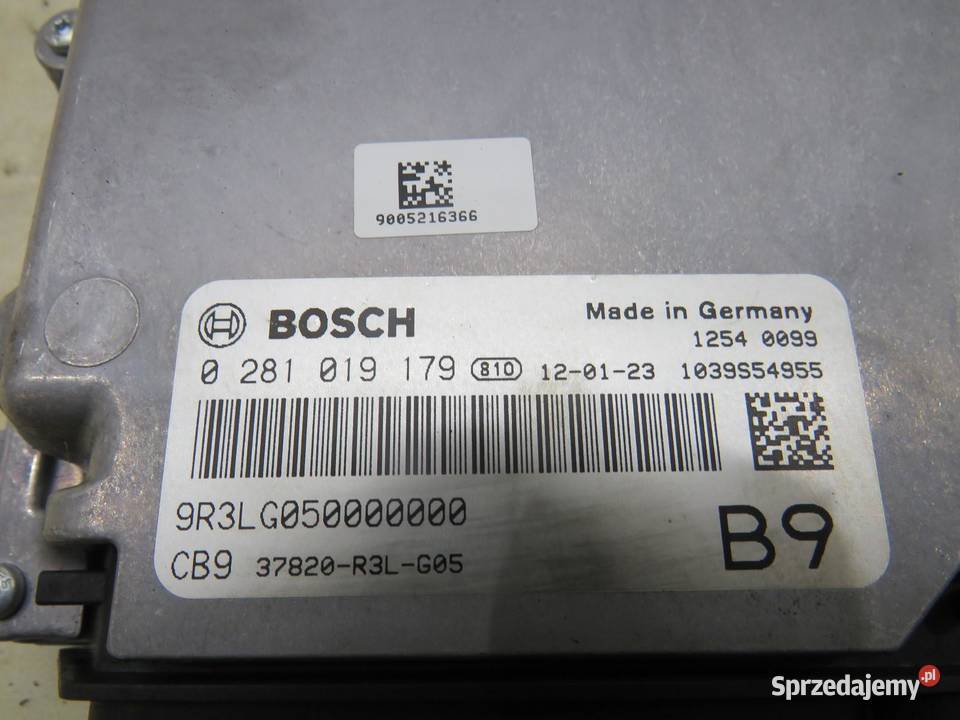 9005216366
BOSCH
Made in Germany
1254 0099
0 281 019 179 810 12-01-23 1039S54955
9R3LG050000000
CB9 37820-R3L-G05
B9
Sprzedajemy.pl